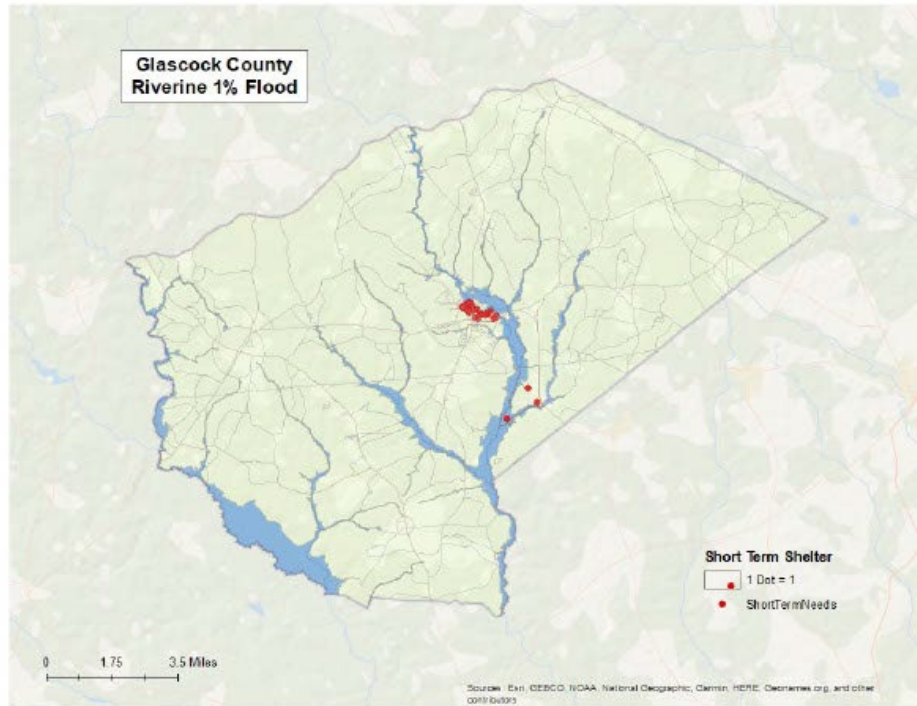 Glascock County
Riverine 1% Flood
Short Term Shelter
1 Dot = 1
ShortTermNeeds
0 1.75 3.5 Miles
Sources: Esri, GEBCO, NOAA, National Geographic, Garmin, HERE, Geonames.org, and other
contributors